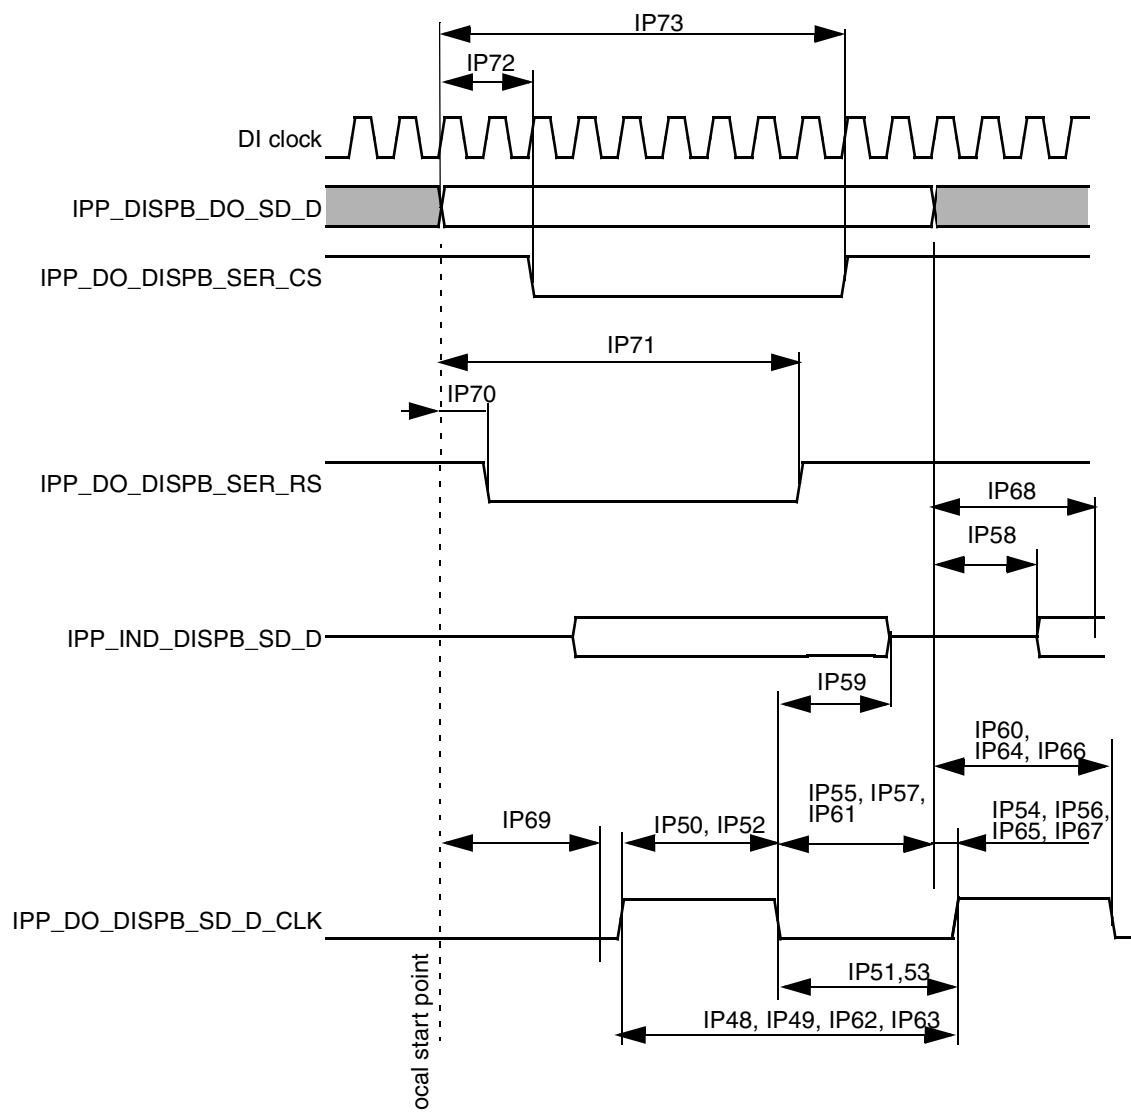 IP73
IP72
DI clock
IPP_DISPB_DO_SD_D
IPP_DO_DISPB_SER_CS
IP71
IP70
IPP_DO_DISPB_SER_RS
IP68
IP58
IPP_IND_DISPB_SD_D
IP59
IP60,
IP64, IP66
IP55, IP57,
IP61
IP54, IP56,
IP65, IP67
IP69
IP50, IP52
IPP_DO_DISPB_SD_D_CLK
IP51,53
IP48, IP49, IP62, IP63
ocal start point